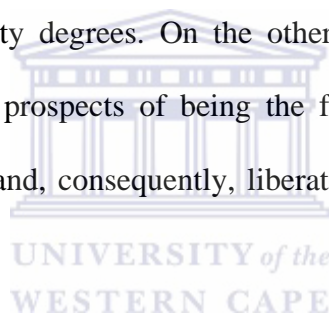 ty degrees. On the other
prospects of being the f
and, consequently, liberat
UNIVERSITY of the
WESTERN CAPE